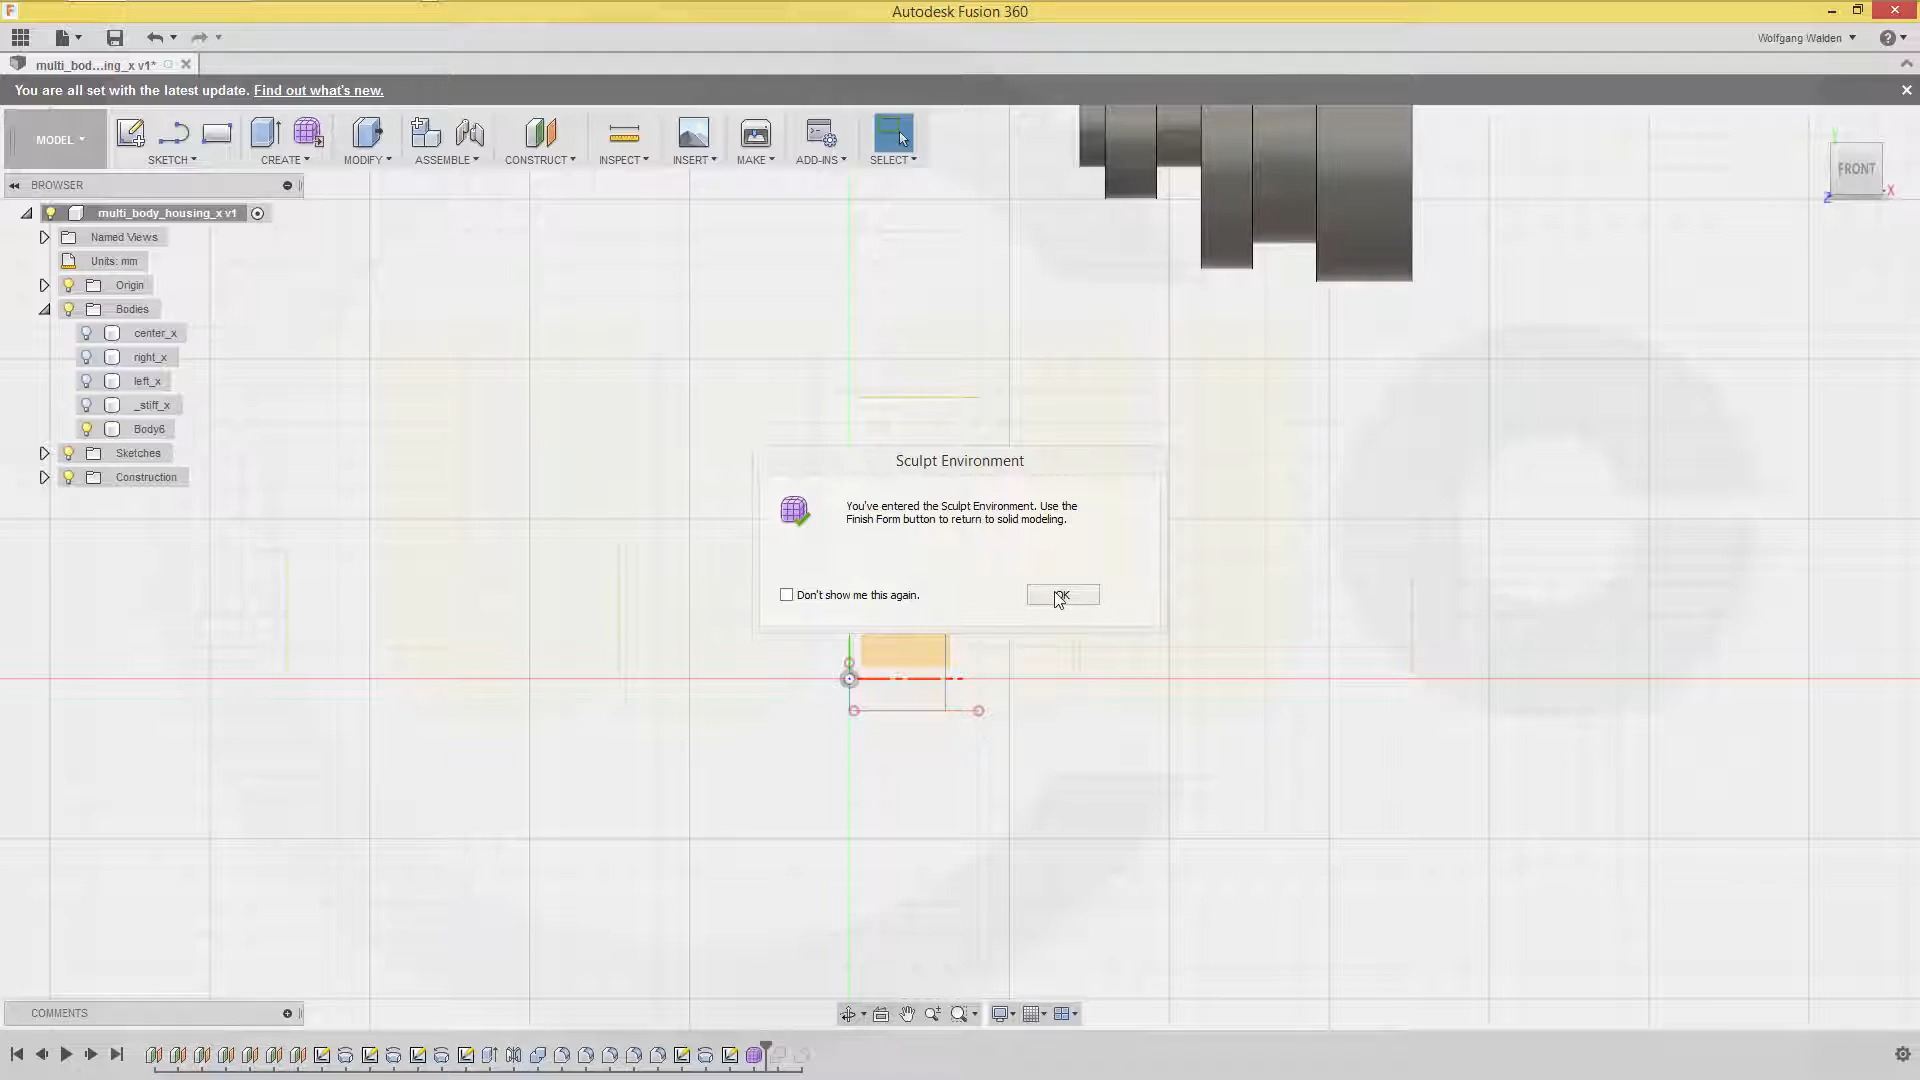 Autodesk Fusion 360
Wolfgang Walden
multi_bod...ing_x v1*
You are all set with the latest update. Find out what's new.
MODEL
SKETCH
CREATE
MODIFY
ASSEMBLE
CONSTRUCT
INSPECT
INSERT
MAKE
ADD-INS
SELECT
FRONT
Y
X
Z
BROWSER
multi_body_housing_x v1
Named Views
Units: mm
Origin
Bodies
center_x
right_x
left_x
_stiff_x
Body6
Sketches
Construction
Sculpt Environment
You've entered the Sculpt Environment. Use the
Finish Form button to return to solid modeling.
Don't show me this again.
OK
COMMENTS